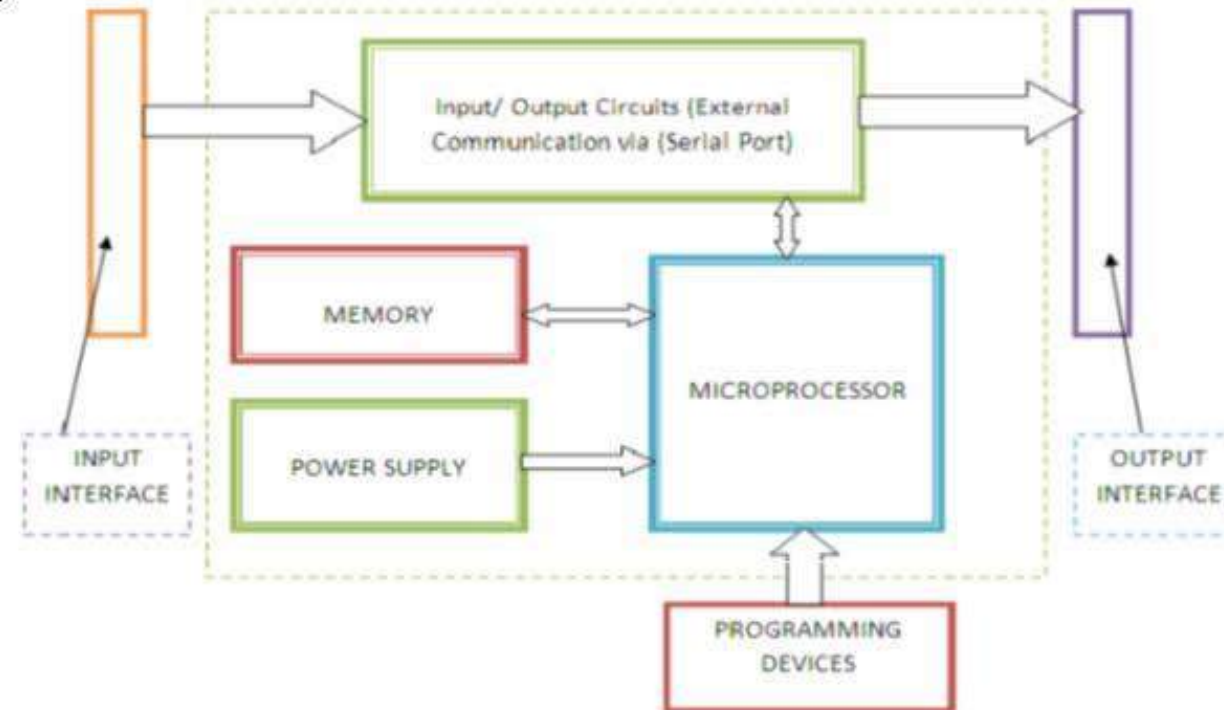 Input/ Output Circuits (External
Communication via (Serial Port)
MEMORY
MICROPROCESSOR
POWER SUPPLY
INPUT
INTERFACE
OUTPUT
INTERFACE
PROGRAMMING
DEVICES